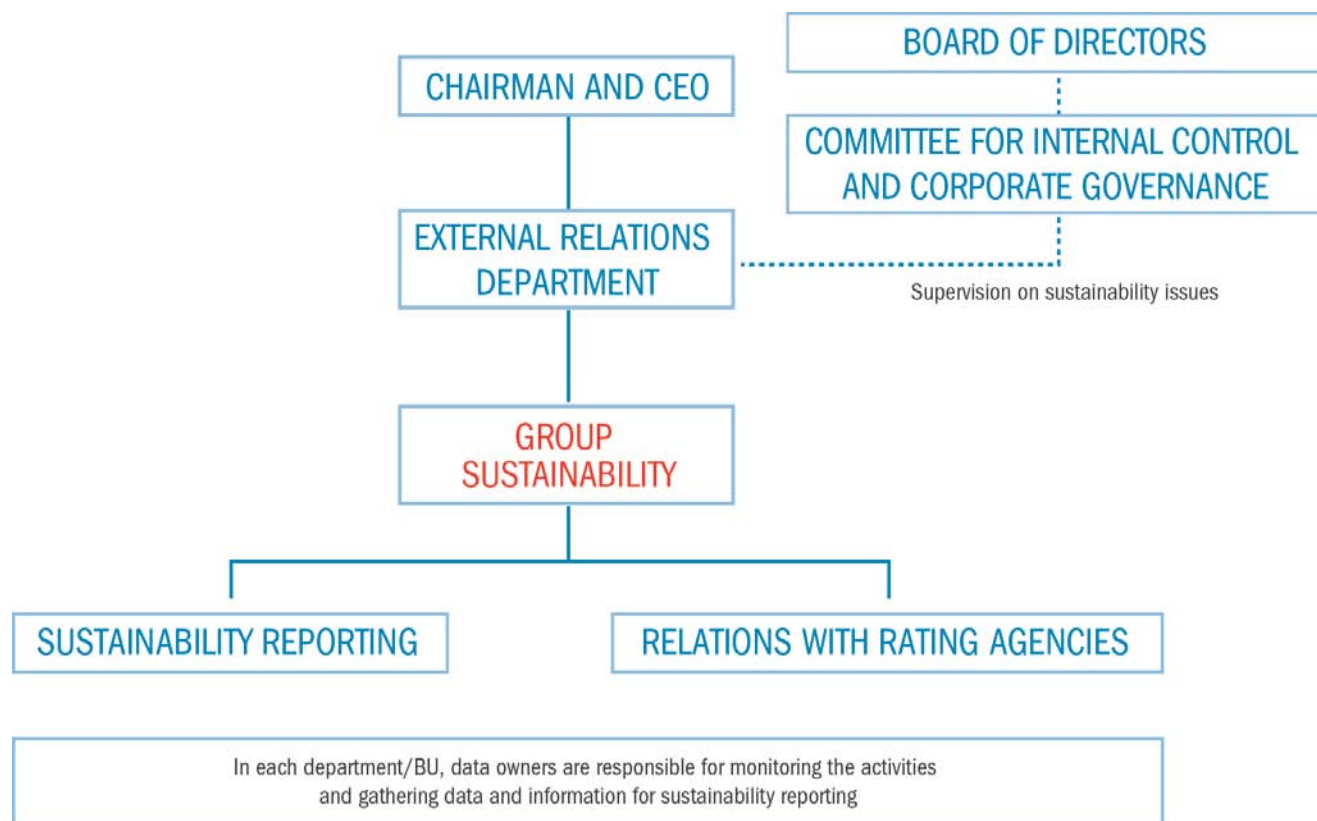 BOARD OF DIRECTORS
CHAIRMAN AND CEO
COMMITTEE FOR INTERNAL CONTROL
AND CORPORATE GOVERNANCE
EXTERNAL RELATIONS
DEPARTMENT
Supervision on sustainability issues
GROUP
SUSTAINABILITY
SUSTAINABILITY REPORTING
RELATIONS WITH RATING AGENCIES
In each department/BU, data owners are responsible for monitoring the activities
and gathering data and information for sustainability reporting